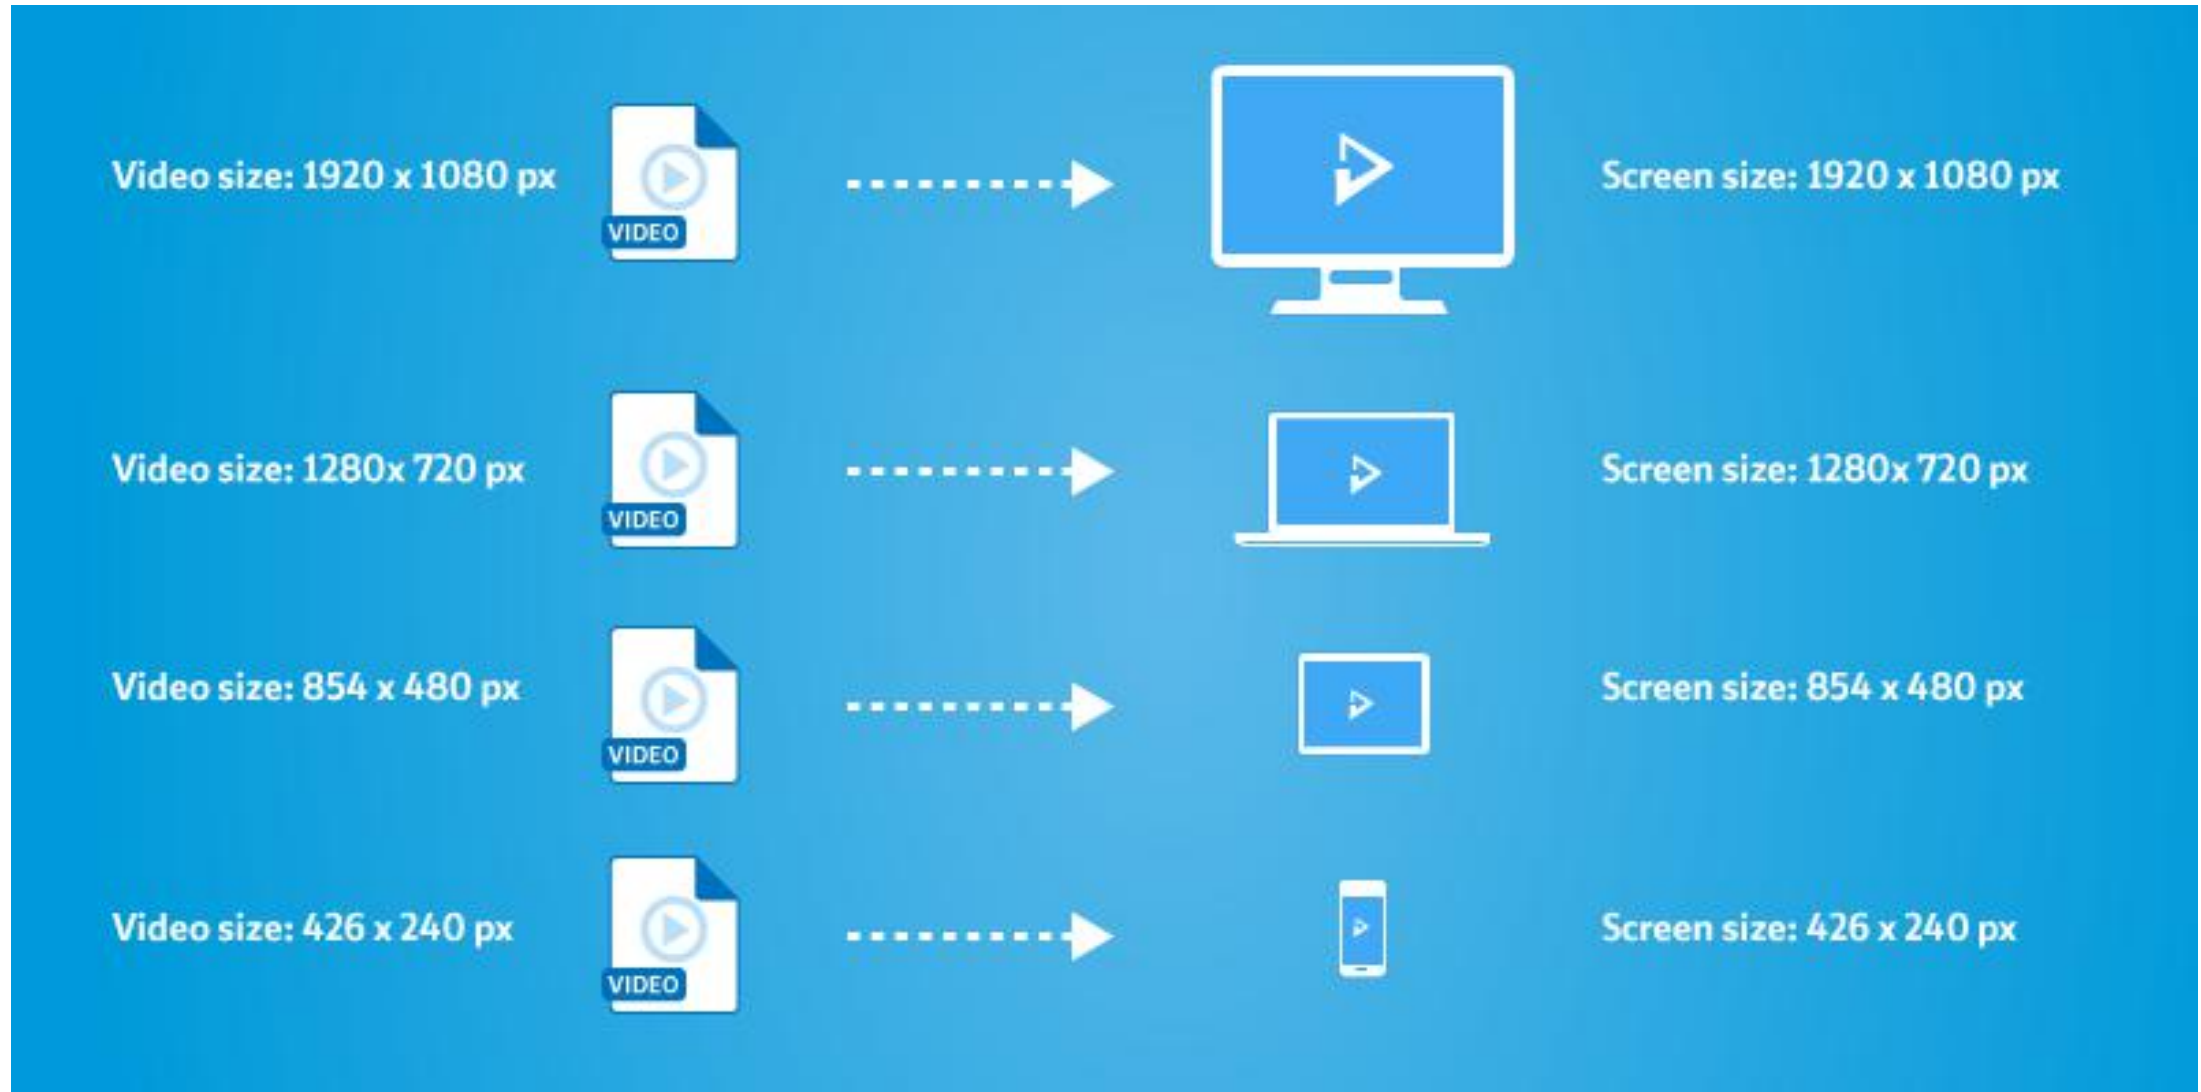 Video size: 1920 x 1080 px
VIDEO
Screen size: 1920 x 1080 px
Video size: 1280x 720 px
VIDEO
Screen size: 1280x 720 px
Video size: 854 x 480 px
VIDEO
Screen size: 854 x 480 px
Video size: 426 x 240 px
VIDEO
Screen size: 426 x 240 px